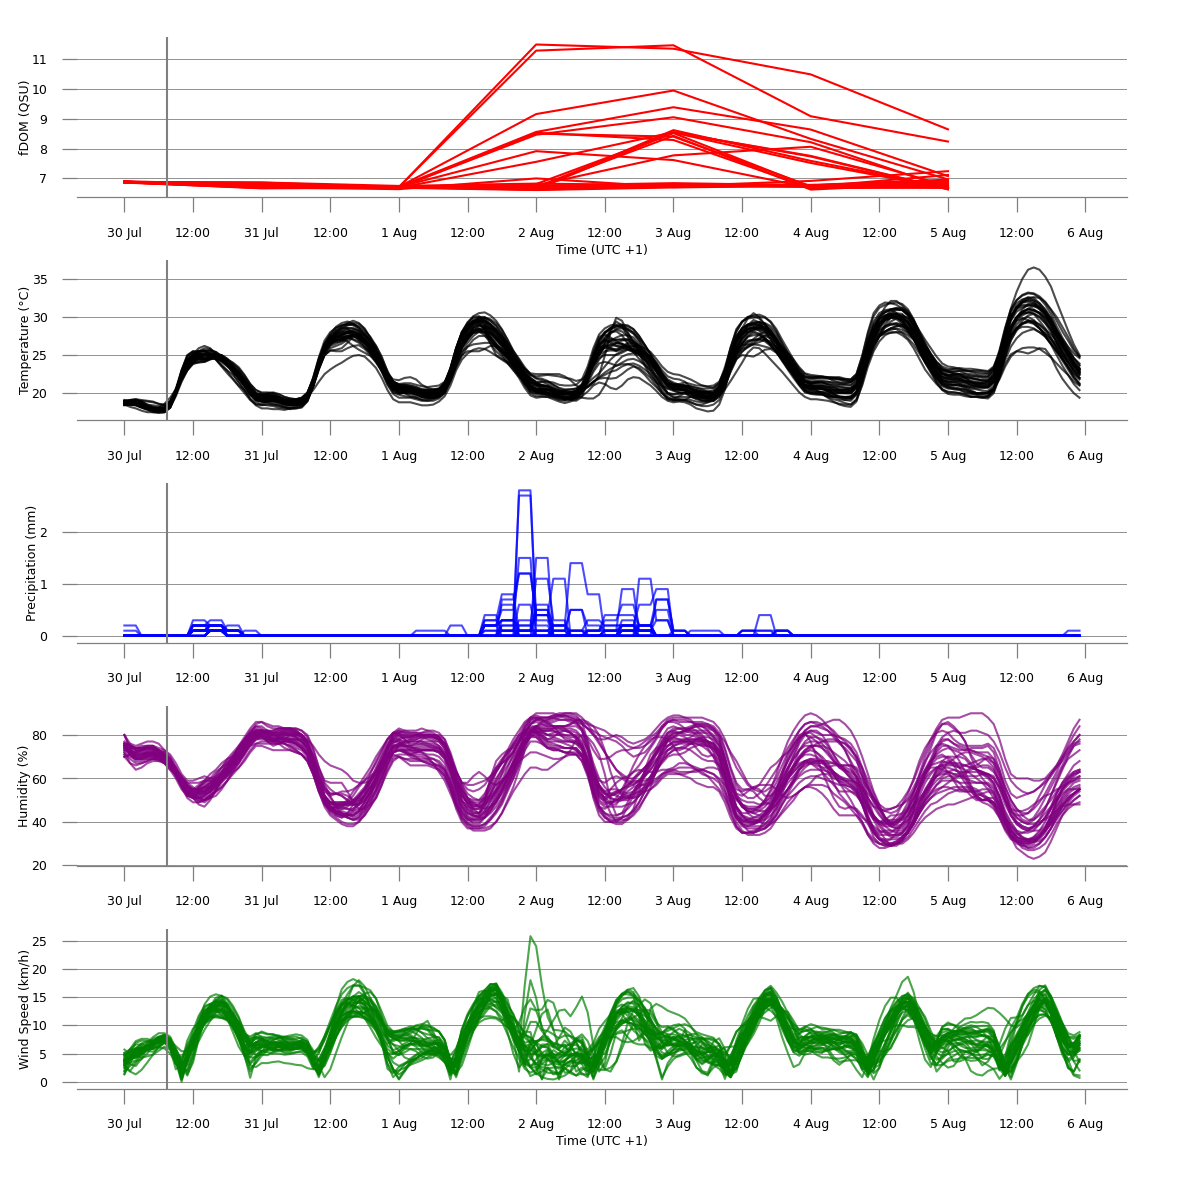 fDOM (QSU)
11
10
9
8
7
30 Jul 12:00 31 Jul 12:00 1 Aug 12:00 2 Aug 12:00 3 Aug 12:00 4 Aug 12:00 5 Aug 12:00 6 Aug
Time (UTC +1)
Temperature (°C)
35
30
25
20
30 Jul 12:00 31 Jul 12:00 1 Aug 12:00 2 Aug 12:00 3 Aug 12:00 4 Aug 12:00 5 Aug 12:00 6 Aug
Precipitation (mm)
2
1
0
30 Jul 12:00 31 Jul 12:00 1 Aug 12:00 2 Aug 12:00 3 Aug 12:00 4 Aug 12:00 5 Aug 12:00 6 Aug
Humidity (%)
80
60
40
20
30 Jul 12:00 31 Jul 12:00 1 Aug 12:00 2 Aug 12:00 3 Aug 12:00 4 Aug 12:00 5 Aug 12:00 6 Aug
Wind Speed (km/h)
25
20
15
10
5
0
30 Jul 12:00 31 Jul 12:00 1 Aug 12:00 2 Aug 12:00 3 Aug 12:00 4 Aug 12:00 5 Aug 12:00 6 Aug
Time (UTC +1)